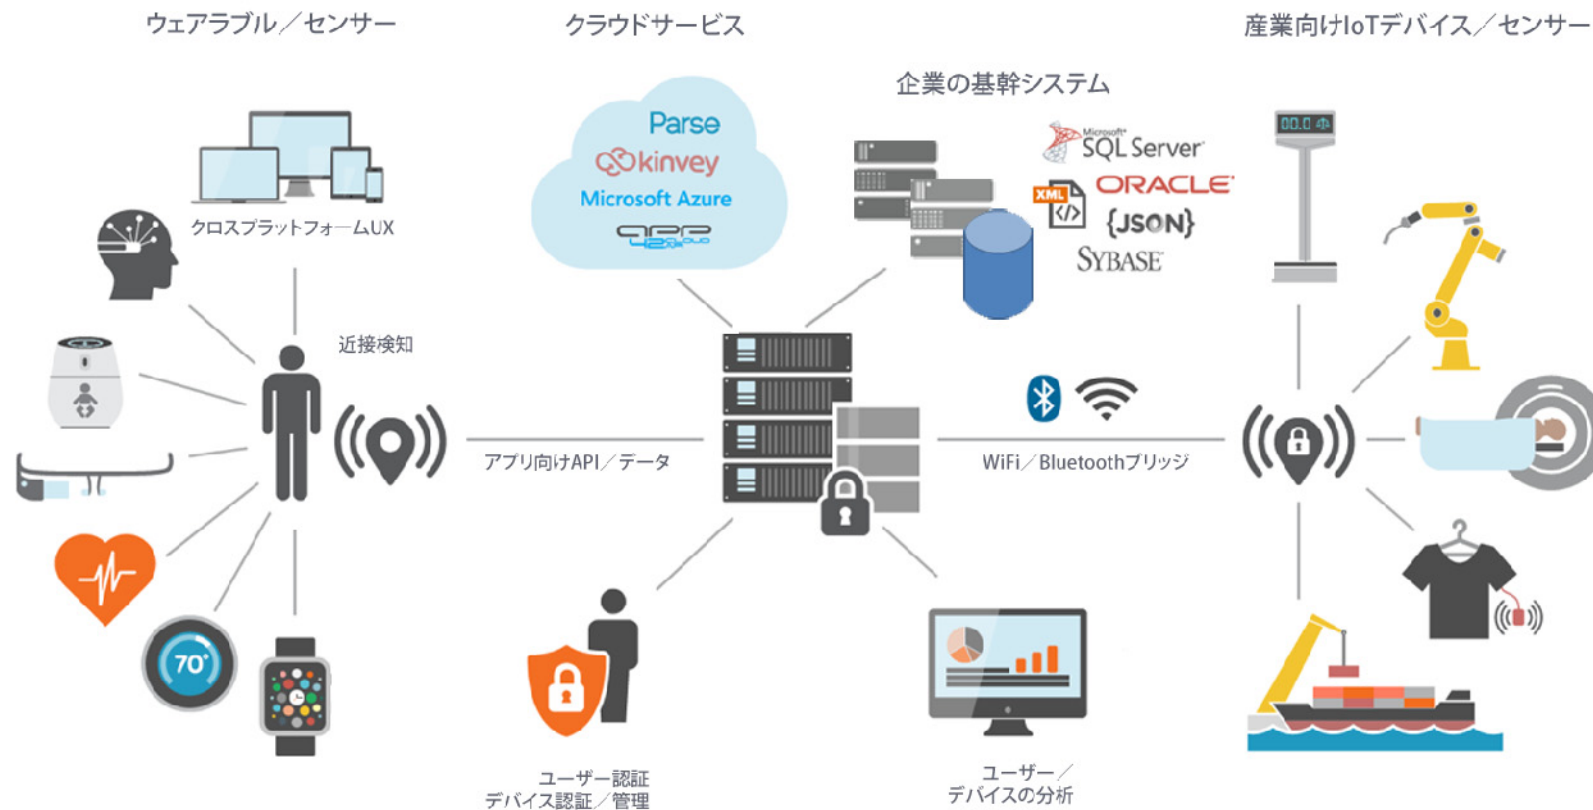 ウェアラブル／センサー
クラウドサービス
産業向けIoTデバイス／センサー
企業の基幹システム
Parse
kinvey
Microsoft Azure
app
42
CLOUD
Microsoft
SQL Server
XML
</>
ORACLE
{JSON}
SYBASE
00.0
クロスプラットフォームUX
近接検知
アプリ向けAPI／データ
WiFi／Bluetoothブリッジ
70°
ユーザー認証
デバイス認証／管理
ユーザー／
デバイスの分析